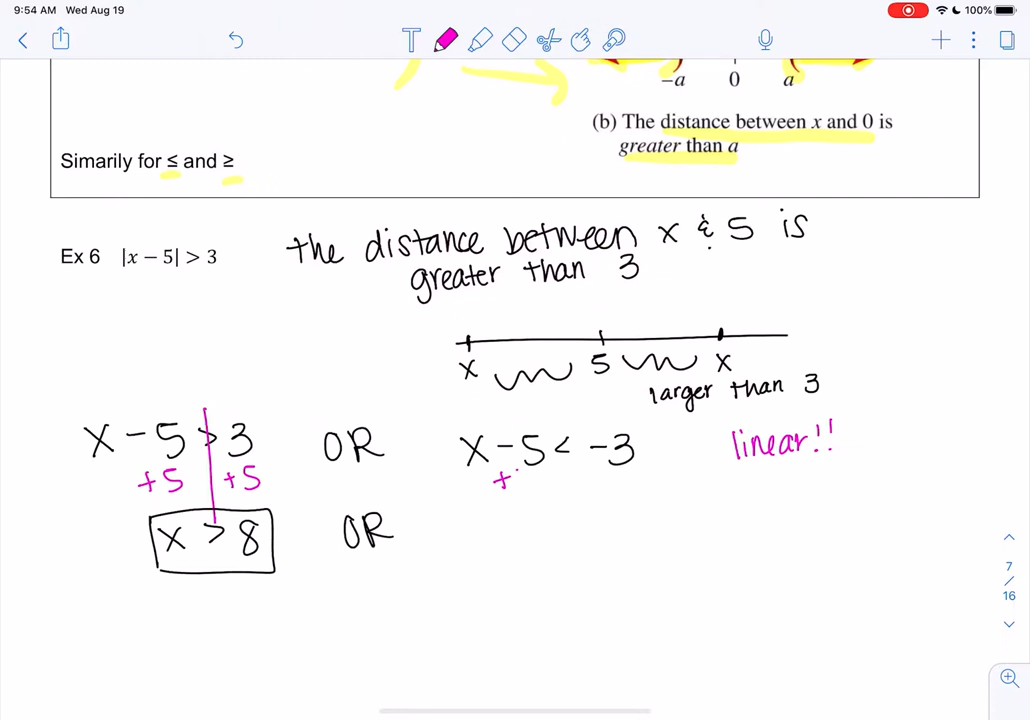 9:54 AM Wed Aug 19
100%
T
−a 0 a
(b) The distance between x and 0 is
greater than a
Simarily for ≤ and ≥
Ex 6 |x − 5| > 3
the distance between x & 5 is
greater than 3
x 5 x
larger than 3
x − 5 > 3 OR x − 5 < −3 linear!!
+5 +5 +
x > 8 OR
7
/
16